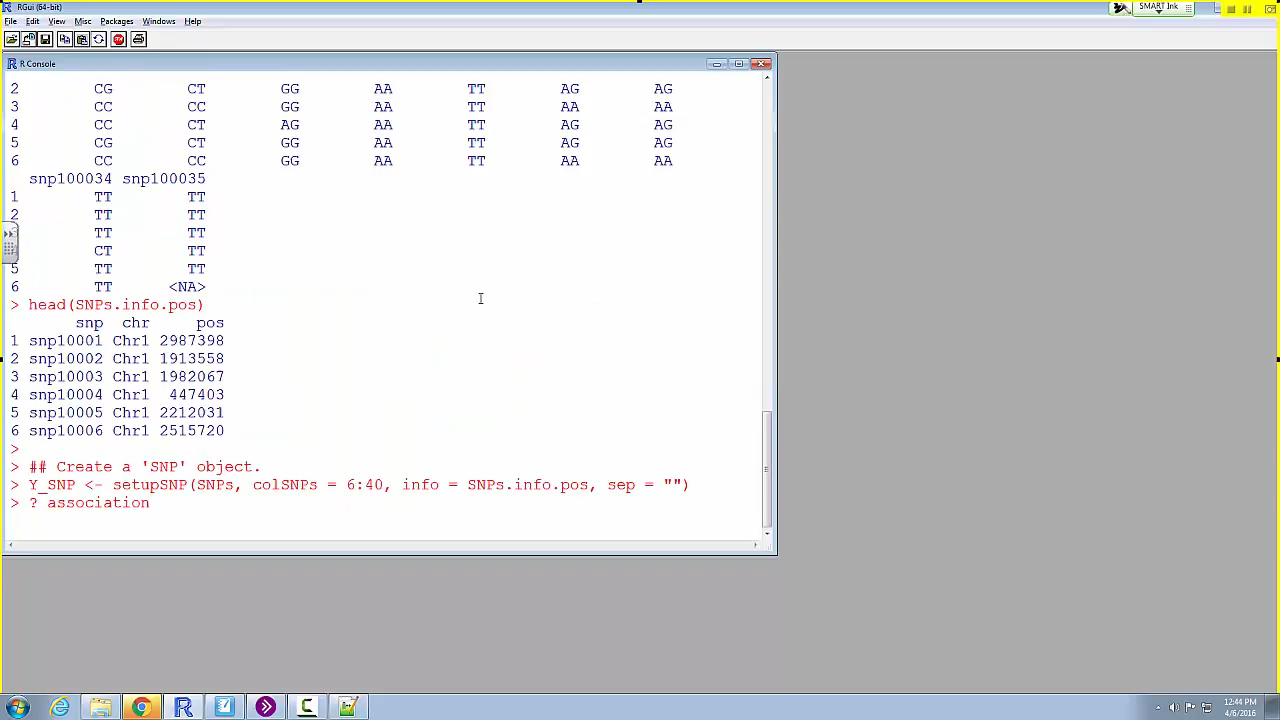 RGui (64-bit)
SMART Ink
File Edit View Misc Packages Windows Help
STOP
R Console
2 CG CT GG AA TT AG AG
3 CC CC GG AA TT AA AA
4 CC CT AG AA TT AG AG
5 CG CT GG AA TT AG AG
6 CC CC GG AA TT AA AA
snp100034 snp100035
1 TT TT
2 TT TT
3 TT TT
4 CT TT
5 TT TT
6 TT <NA>
> head(SNPs.info.pos)
snp chr pos
1 snp10001 Chr1 2987398
2 snp10002 Chr1 1913558
3 snp10003 Chr1 1982067
4 snp10004 Chr1 447403
5 snp10005 Chr1 2212031
6 snp10006 Chr1 2515720
>
> ## Create a 'SNP' object.
> Y_SNP <- setupSNP(SNPs, colSNPs = 6:40, info = SNPs.info.pos, sep = "")
> ? association
12:44 PM
4/6/2016